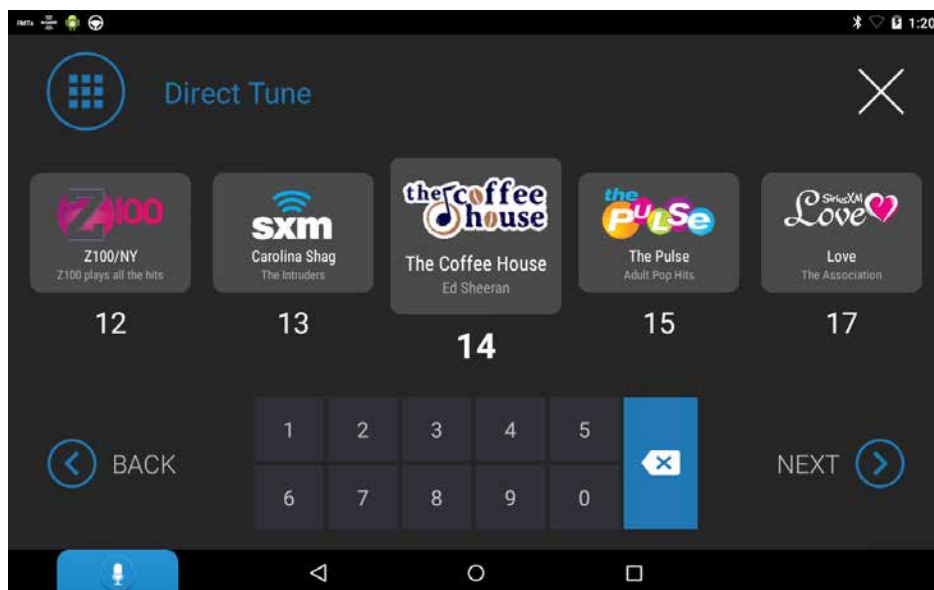 FMTx
1:20
Direct Tune
Z100
Z100/NY
Z100 plays all the hits
12
sxm
Carolina Shag
The Intruders
13
the coffee
house
The Coffee House
Ed Sheeran
14
the
PULSe
The Pulse
Adult Pop Hits
15
SiriusXM
Love
Love
The Association
17
BACK
1 2 3 4 5
6 7 8 9 0
NEXT